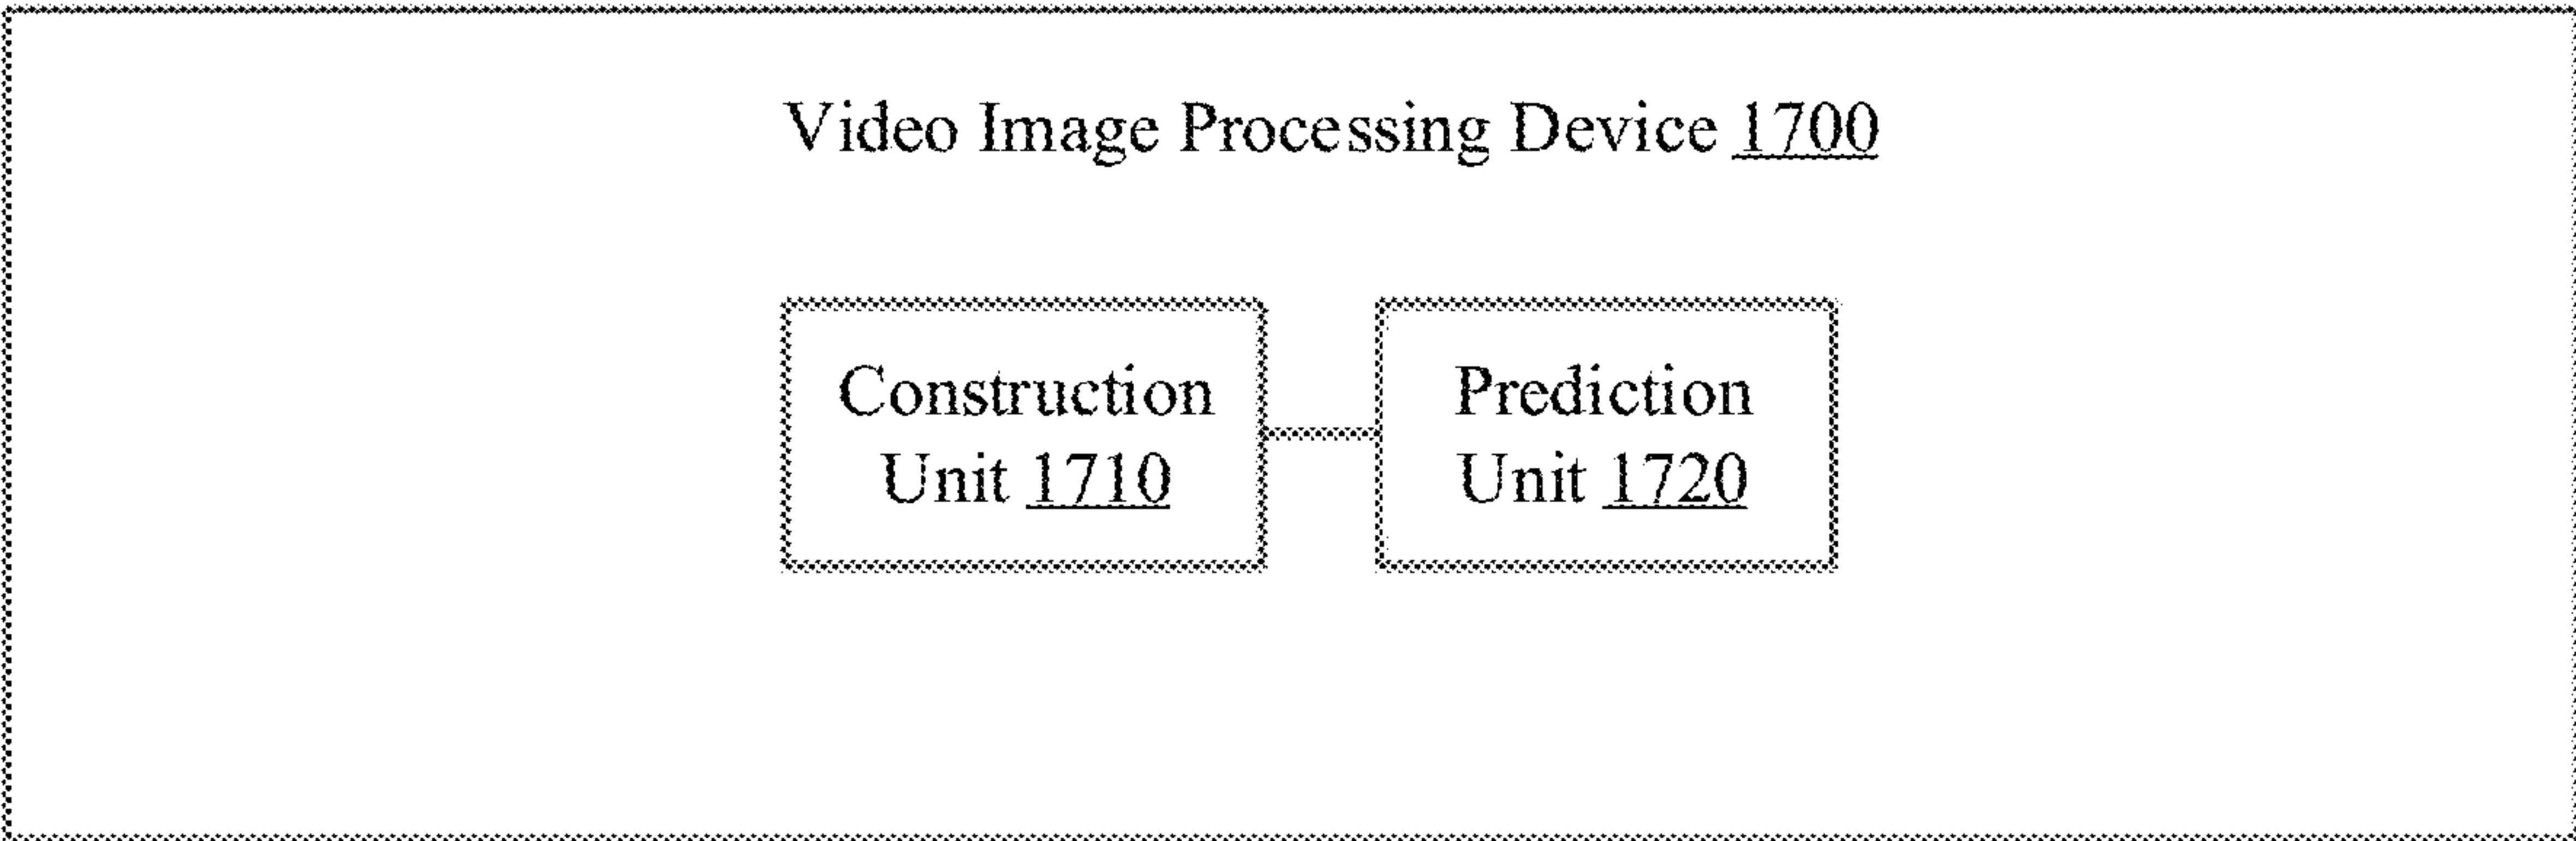 Video Image Processing Device 1700
Construction
Unit 1710
Prediction
Unit 1720